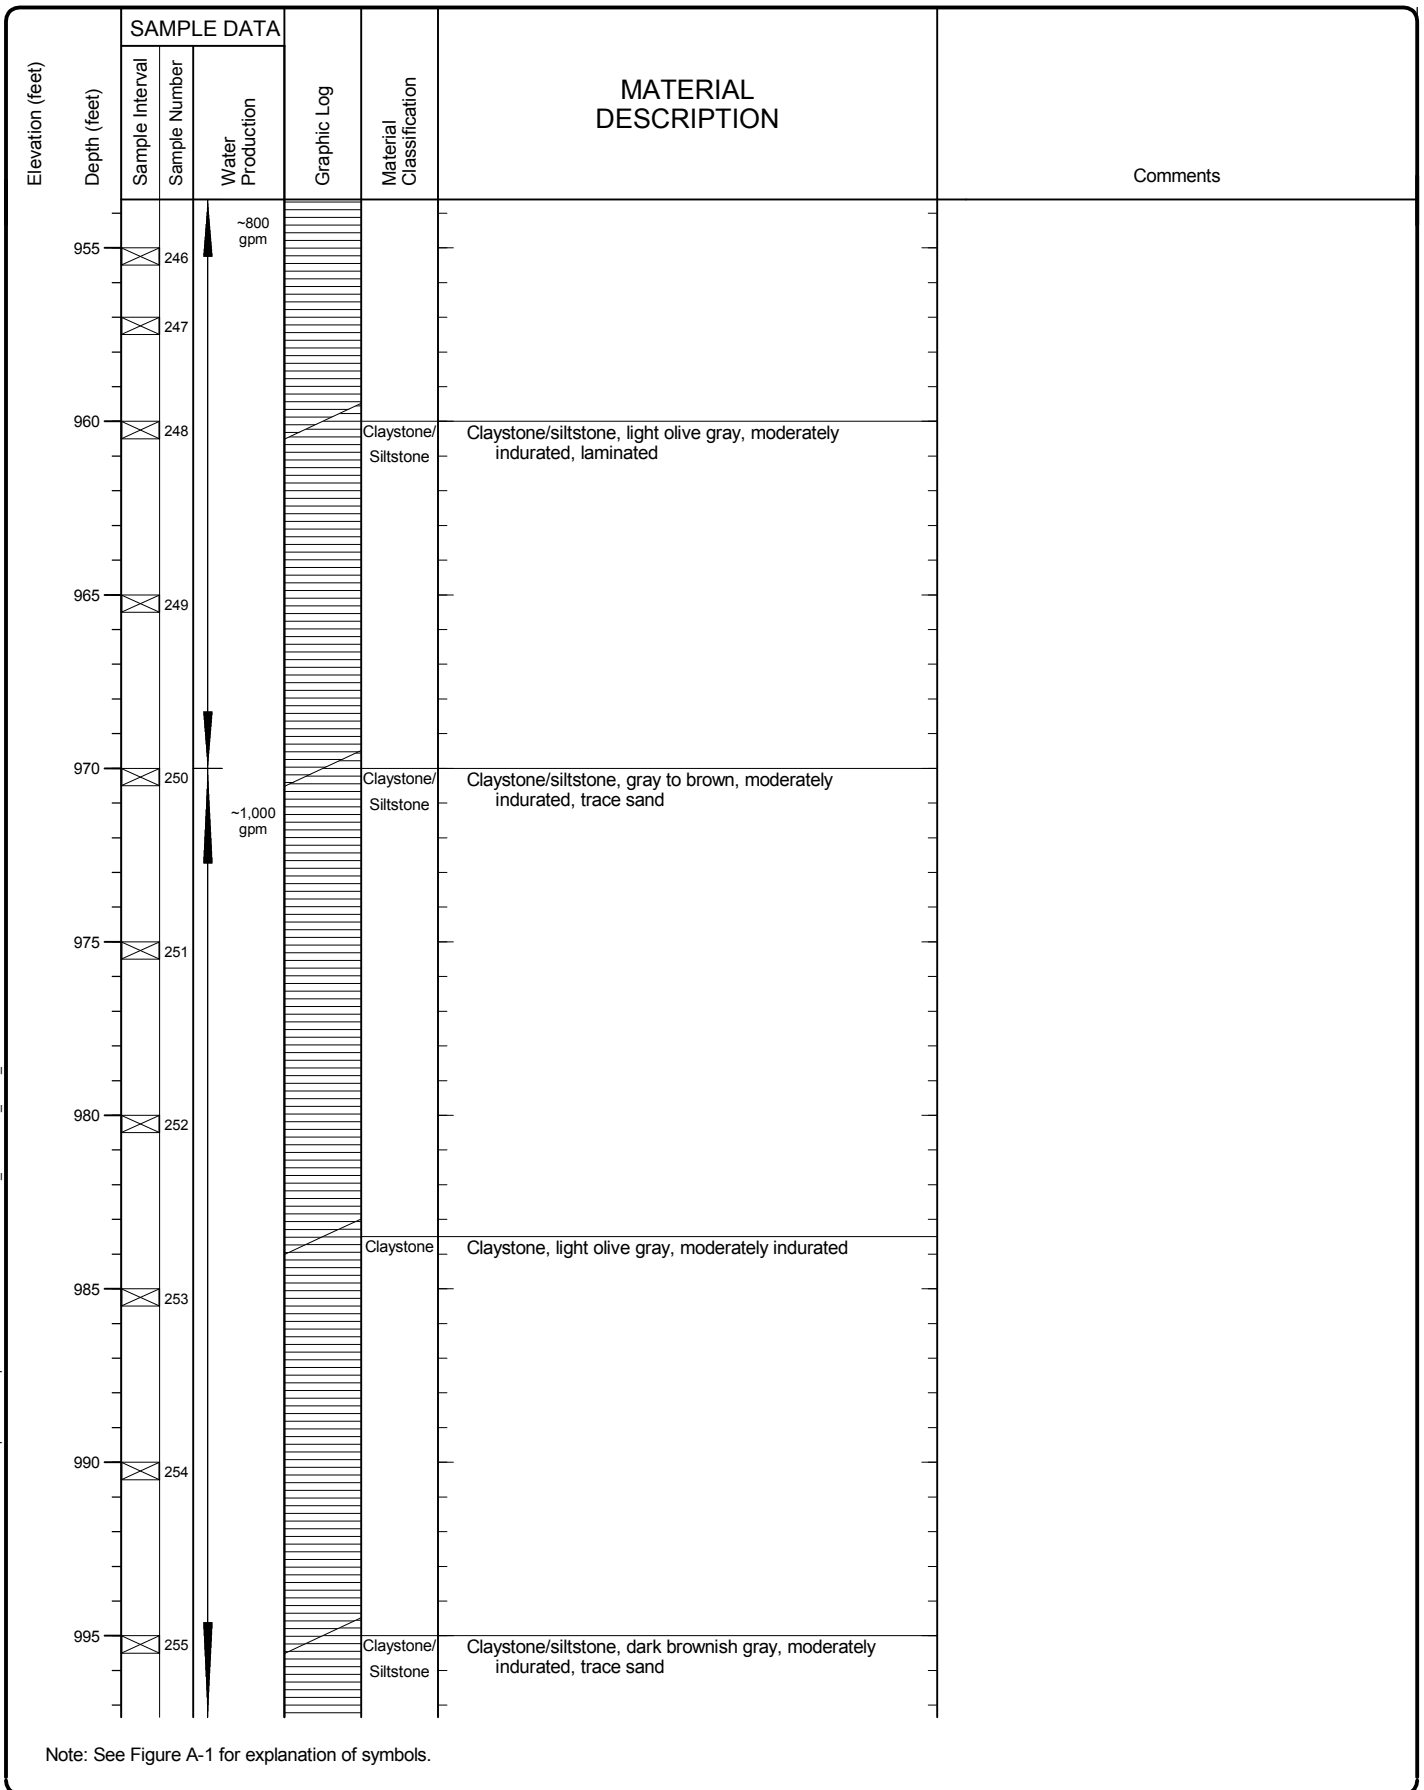 SAMPLE DATA
Elevation (feet)
Depth (feet)
Sample Interval
Sample Number
Water
Production
Graphic Log
Material
Classification
MATERIAL
DESCRIPTION
Comments
~800
gpm
955
246
247
960
248
Claystone/
Siltstone
Claystone/siltstone, light olive gray, moderately
indurated, laminated
965
249
970
250
Claystone/
Siltstone
Claystone/siltstone, gray to brown, moderately
indurated, trace sand
~1,000
gpm
975
251
980
252
Claystone
Claystone, light olive gray, moderately indurated
985
253
990
254
995
255
Claystone/
Siltstone
Claystone/siltstone, dark brownish gray, moderately
indurated, trace sand
Note: See Figure A-1 for explanation of symbols.